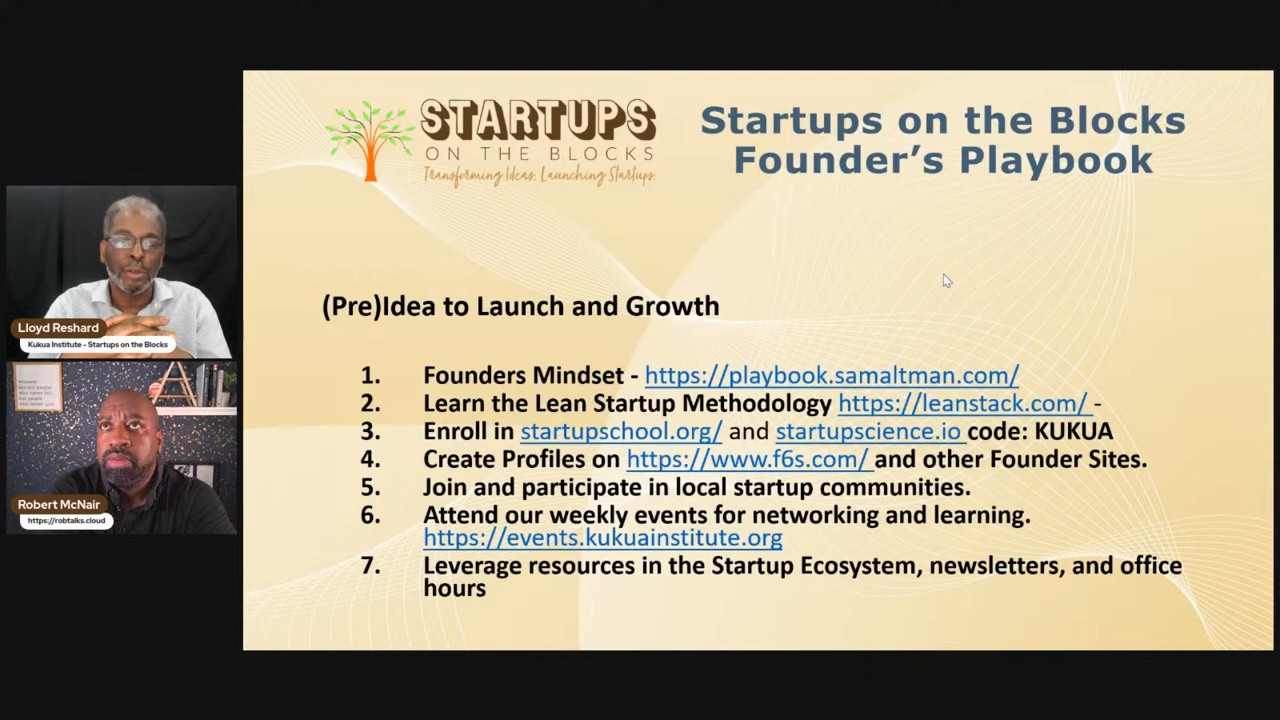 STARTUPS
ON THE BLOCKS
Transforming Ideas. Launching Startups.
Startups on the Blocks
Founder’s Playbook
Lloyd Reshard
Kukua Institute - Startups on the Blocks
Robert McNair
https://robtalks.cloud
(Pre)Idea to Launch and Growth
1. Founders Mindset - https://playbook.samaltman.com/
2. Learn the Lean Startup Methodology https://leanstack.com/ -
3. Enroll in startupschool.org/ and startupscience.io code: KUKUA
4. Create Profiles on https://www.f6s.com/ and other Founder Sites.
5. Join and participate in local startup communities.
6. Attend our weekly events for networking and learning.
https://events.kukuainstitute.org
7. Leverage resources in the Startup Ecosystem, newsletters, and office
hours